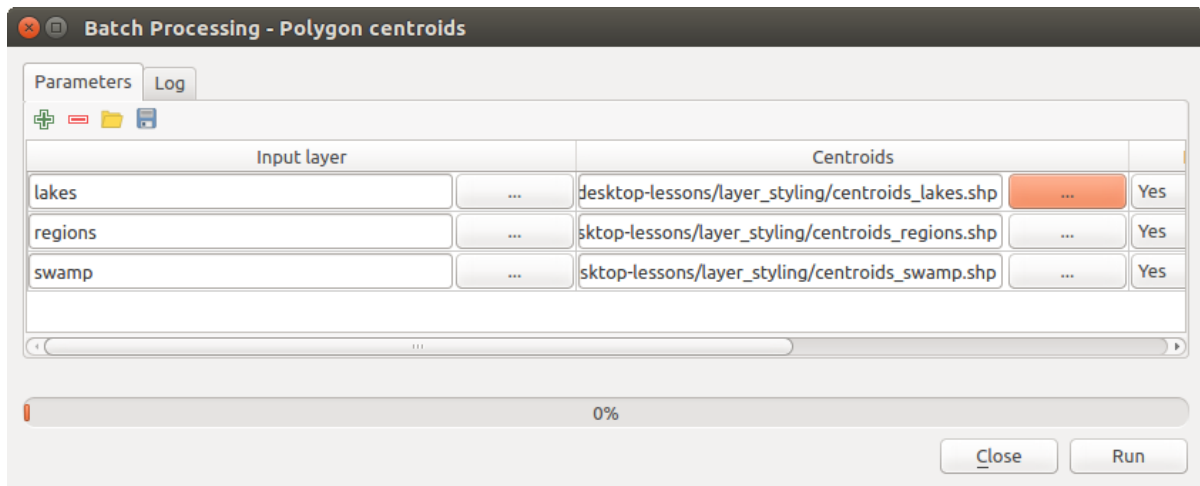 Batch Processing - Polygon centroids
Parameters Log
Input layer Centroids
lakes ... desktop-lessons/layer_styling/centroids_lakes.shp ... Yes
regions ... sktop-lessons/layer_styling/centroids_regions.shp ... Yes
swamp ... sktop-lessons/layer_styling/centroids_swamp.shp ... Yes
0%
Close Run